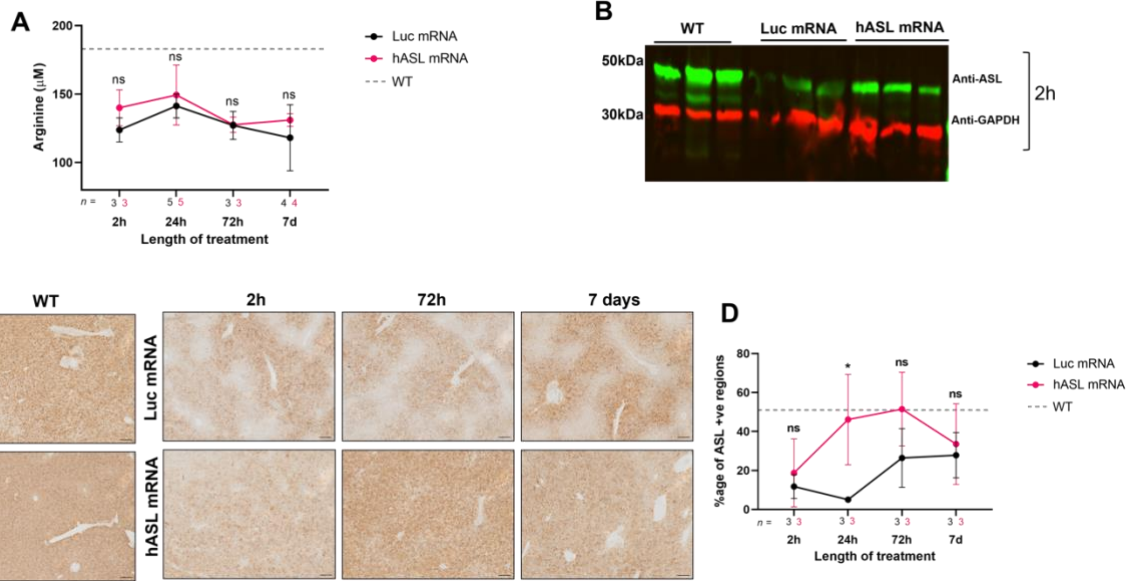 A
200
150
100
Arginine (μM)
ns
ns
ns
ns
n = 3 3 5 5 3 3 4 4
2h 24h 72h 7d
Length of treatment
Luc mRNA
hASL mRNA
WT
B
WT Luc mRNA hASL mRNA
50kDa
30kDa
Anti-ASL
Anti-GAPDH
2h
WT 2h 72h 7 days
Luc mRNA
hASL mRNA
D
80
60
40
20
0
%age of ASL +ve regions
ns
*
ns
ns
n = 3 3 3 3 3 3 3 3
2h 24h 72h 7d
Length of treatment
Luc mRNA
hASL mRNA
WT